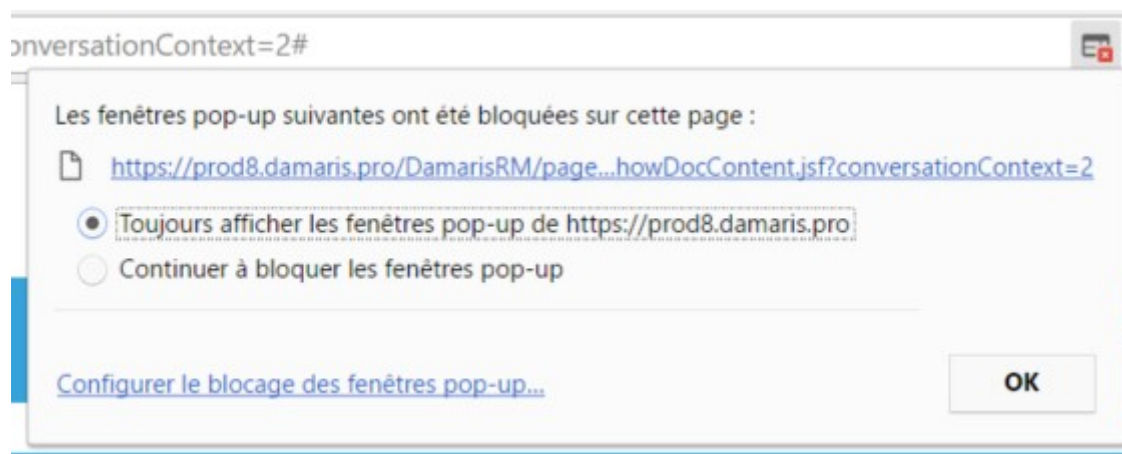 onversationContext=2#
Les fenêtres pop-up suivantes ont été bloquées sur cette page :
https://prod8.damaris.pro/DamarisRM/page...howDocContent.jsf?conversationContext=2
Toujours afficher les fenêtres pop-up de https://prod8.damaris.pro
Continuer à bloquer les fenêtres pop-up
Configurer le blocage des fenêtres pop-up...
OK